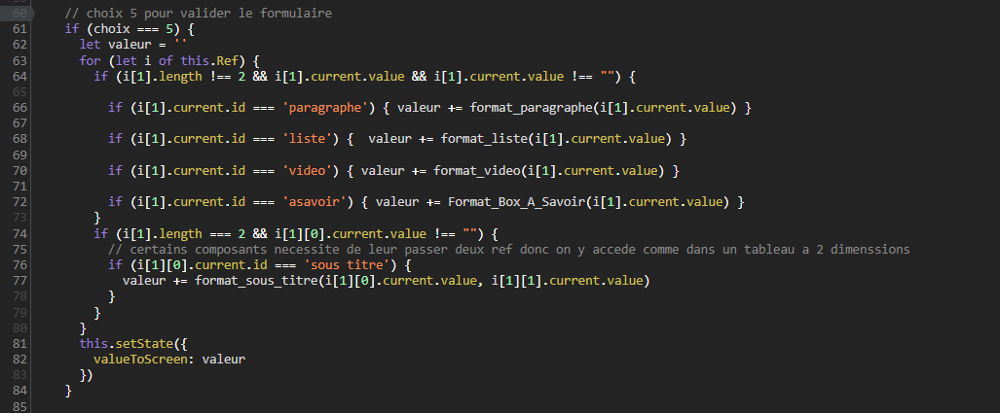 60 // choix 5 pour valider le formulaire
61 if (choix === 5) {
62 let valeur = ''
63 for (let i of this.Ref) {
64 if (i[1].length !== 2 && i[1].current.value && i[1].current.value !== "") {
65
66 if (i[1].current.id === 'paragraphe') { valeur += format_paragraphe(i[1].current.value) }
67
68 if (i[1].current.id === 'liste') {  valeur += format_liste(i[1].current.value) }
69
70 if (i[1].current.id === 'video') { valeur += format_video(i[1].current.value) }
71
72 if (i[1].current.id === 'asavoir') { valeur += Format_Box_A_Savoir(i[1].current.value) }
73 }
74 if (i[1].length === 2 && i[1][0].current.value !== "") {
75 // certains composants necessite de leur passer deux ref donc on y accede comme dans un tableau a 2 dimenssions
76 if (i[1][0].current.id === 'sous titre') {
77 valeur += format_sous_titre(i[1][0].current.value, i[1][1].current.value)
78 }
79 }
80 }
81 this.setState({
82 valueToScreen: valeur
83 })
84 }
85